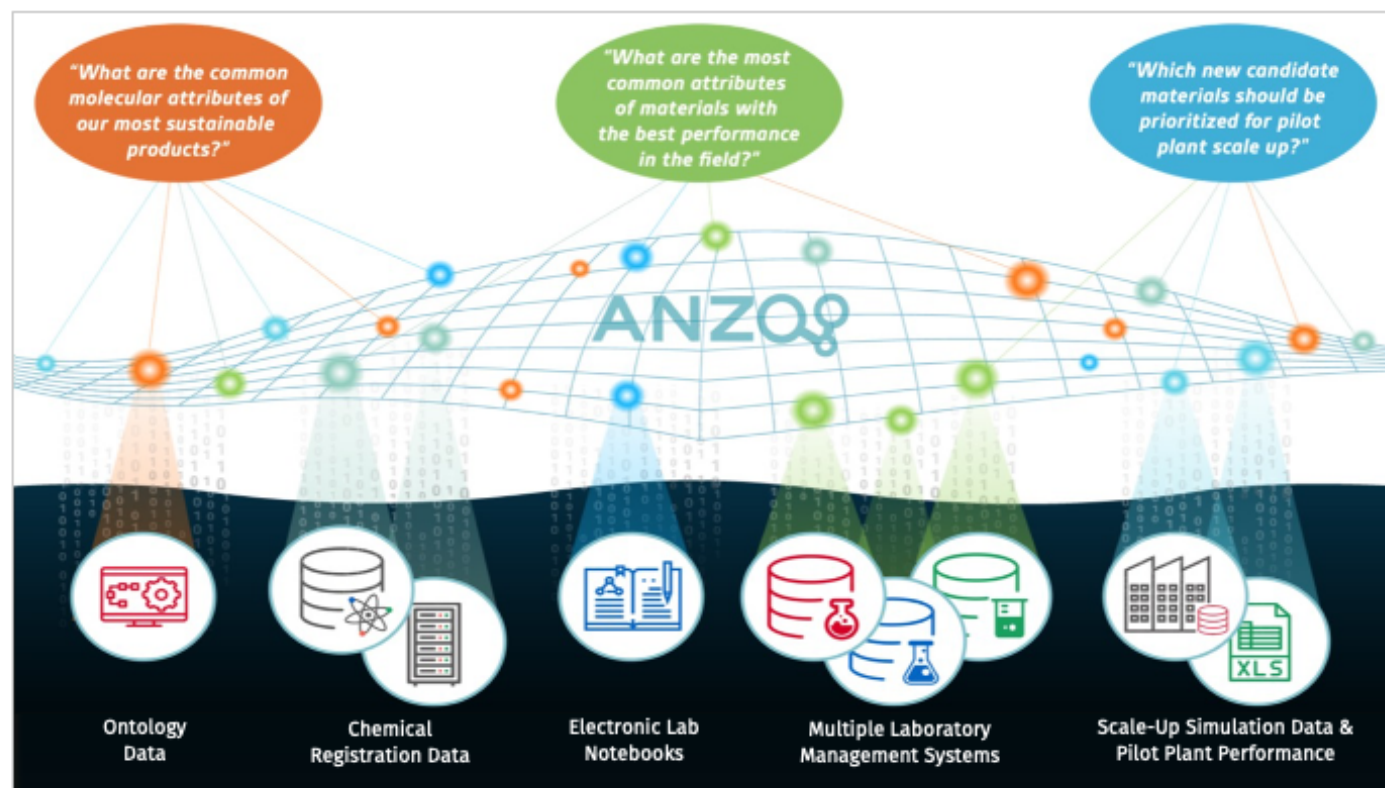 "What are the common
molecular attributes of
our most sustainable
products?"
"What are the most
common attributes
of materials with
the best performance
in the field?"
"Which new candidate
materials should be
prioritized for pilot
plant scale up?"
ANZO
XLS
Ontology
Data
Chemical
Registration Data
Electronic Lab
Notebooks
Multiple Laboratory
Management Systems
Scale-Up Simulation Data &
Pilot Plant Performance